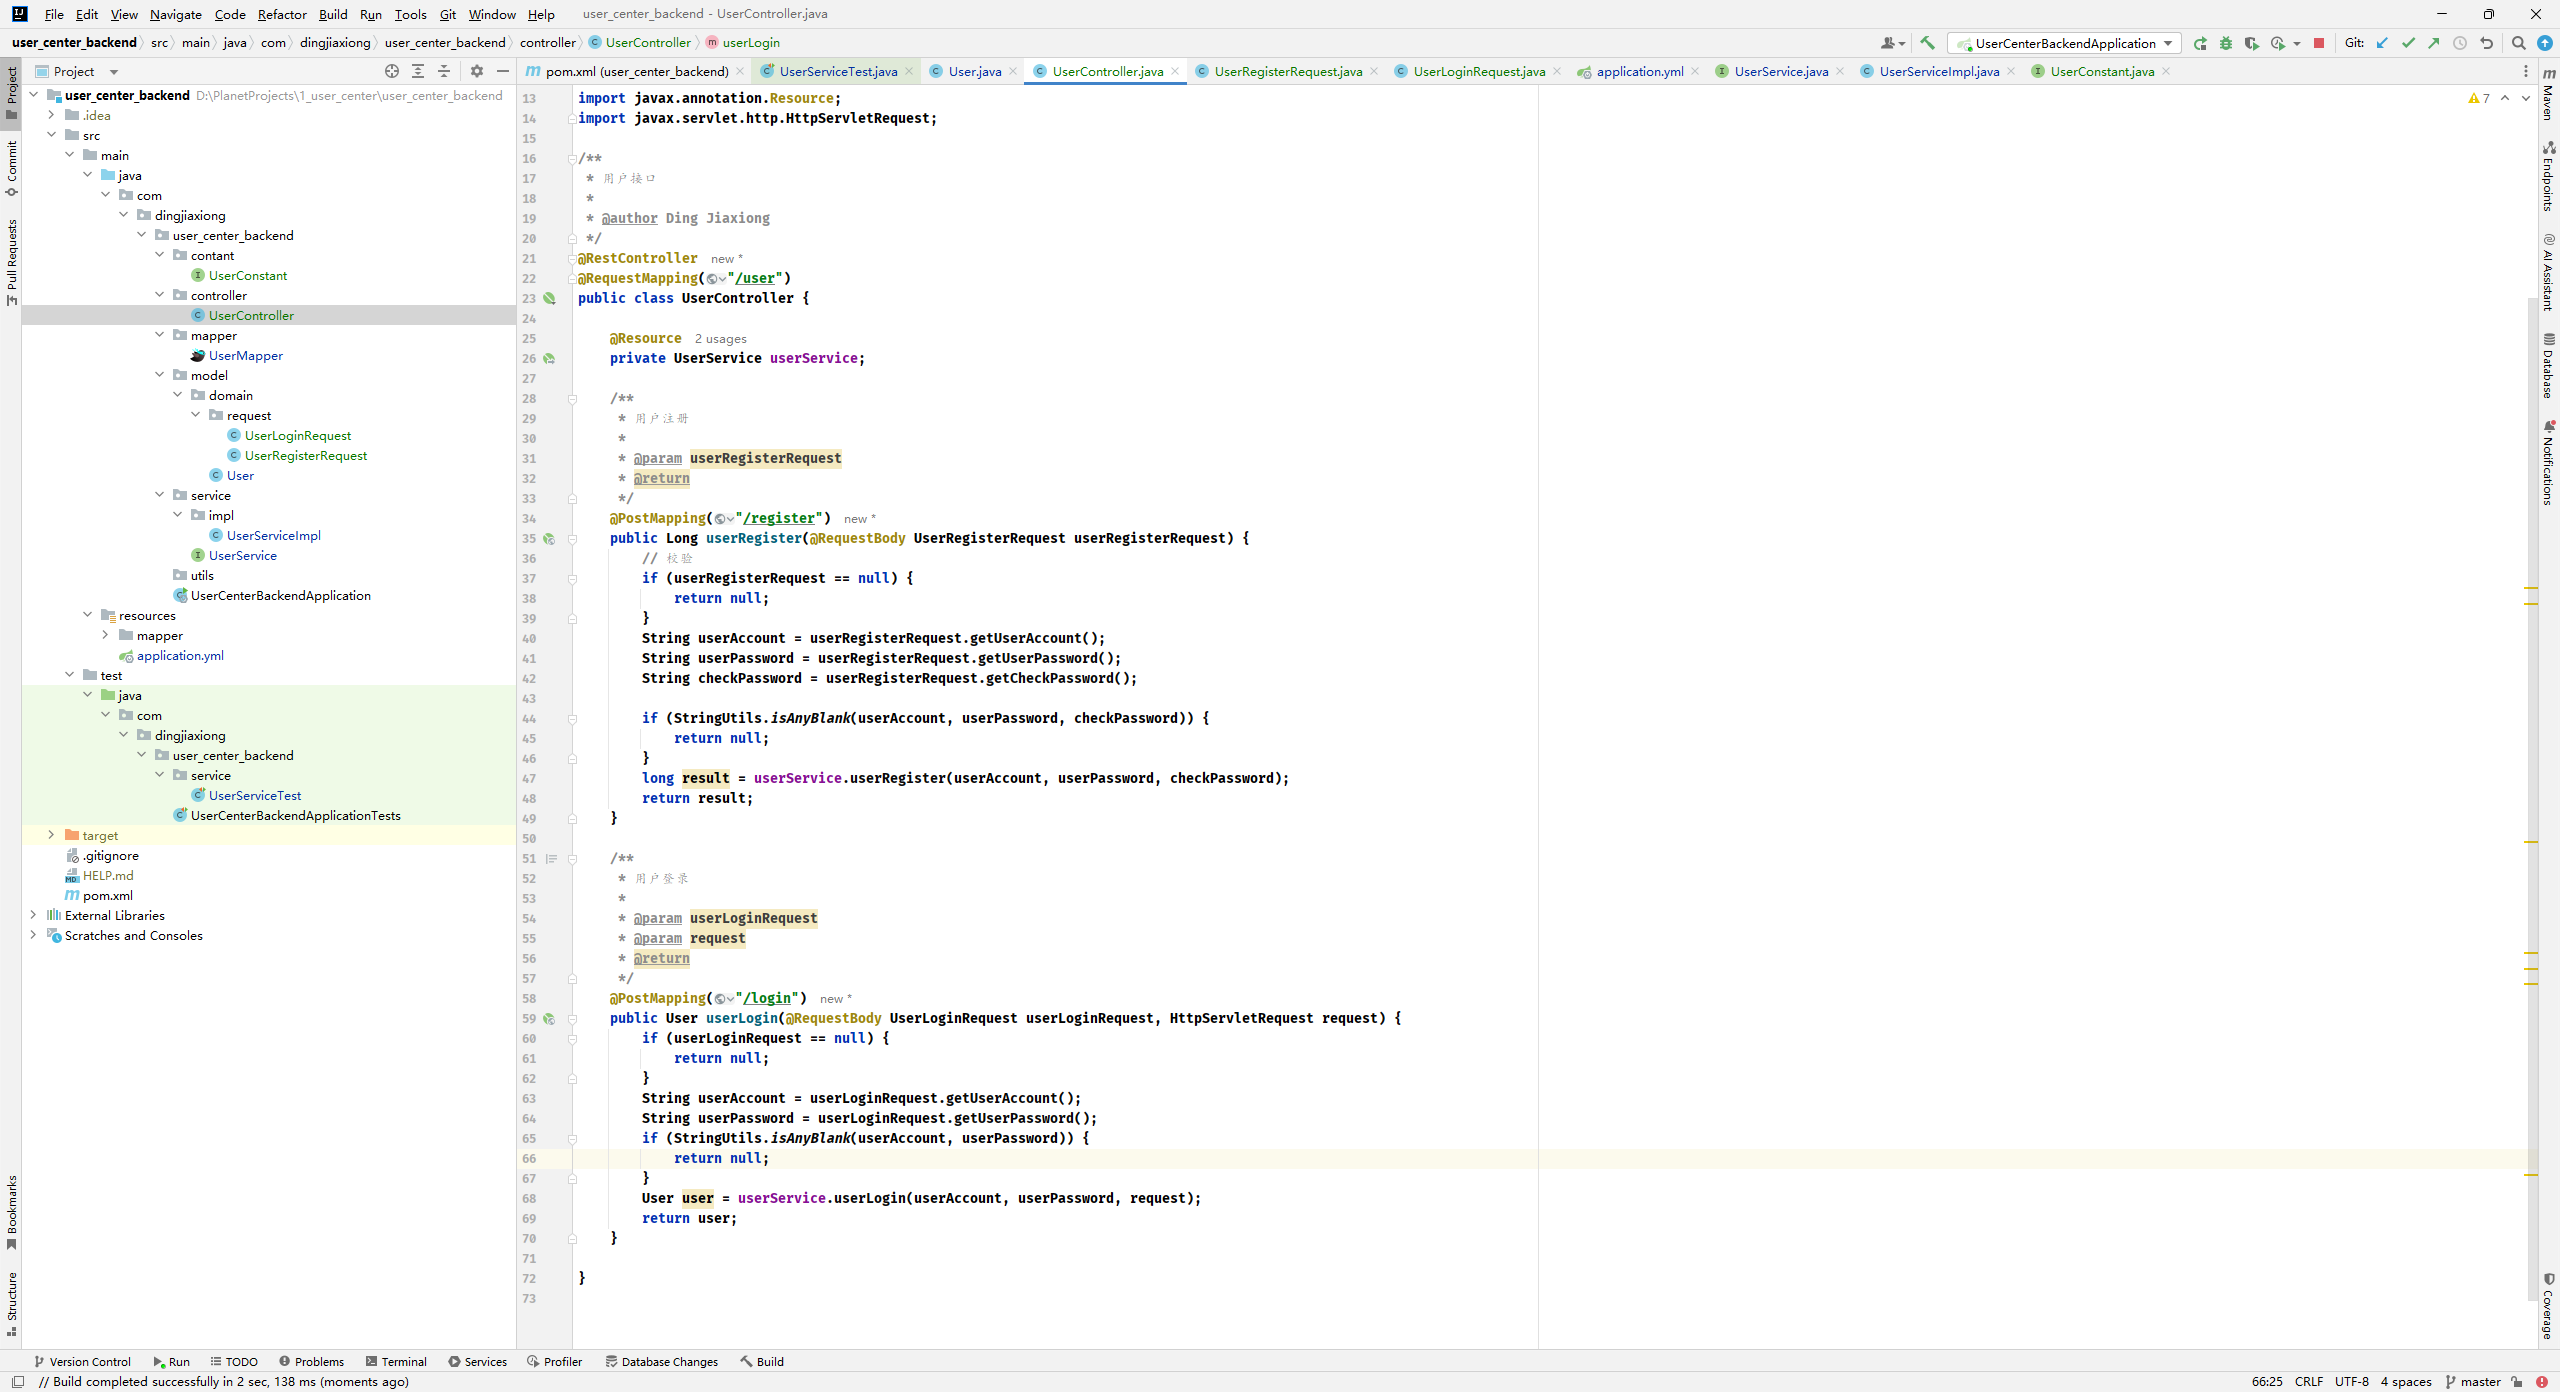 File Edit View Navigate Code Refactor Build Run Tools Git Window Help user_center_backend - UserController.java
user_center_backend src main java com dingjiaxiong user_center_backend controller UserController userLogin
UserCenterBackendApplication Git:
Project
pom.xml (user_center_backend) UserServiceTest.java User.java UserController.java UserRegisterRequest.java UserLoginRequest.java application.yml UserService.java UserServiceImpl.java UserConstant.java
Project
Commit
Pull Requests
Bookmarks
Structure
user_center_backend D:\PlanetProjects\1_user_center\user_center_backend
.idea
src
main
java
com
dingjiaxiong
user_center_backend
contant
UserConstant
controller
UserController
mapper
UserMapper
model
domain
request
UserLoginRequest
UserRegisterRequest
User
service
impl
UserServiceImpl
UserService
utils
UserCenterBackendApplication
resources
mapper
application.yml
test
java
com
dingjiaxiong
user_center_backend
service
UserServiceTest
UserCenterBackendApplicationTests
target
.gitignore
HELP.md
pom.xml
External Libraries
Scratches and Consoles
7
13 import javax.annotation.Resource;
14 import javax.servlet.http.HttpServletRequest;
15
16 /**
17 * 用户接口
18 *
19 * @author Ding Jiaxiong
20 */
21 @RestController new *
22 @RequestMapping("/user")
23 public class UserController {
24
25 @Resource 2 usages
26 private UserService userService;
27
28 /**
29 * 用户注册
30 *
31 * @param userRegisterRequest
32 * @return
33 */
34 @PostMapping("/register") new *
35 public Long userRegister(@RequestBody UserRegisterRequest userRegisterRequest) {
36 // 校验
37 if (userRegisterRequest == null) {
38 return null;
39 }
40 String userAccount = userRegisterRequest.getUserAccount();
41 String userPassword = userRegisterRequest.getUserPassword();
42 String checkPassword = userRegisterRequest.getCheckPassword();
43
44 if (StringUtils.isAnyBlank(userAccount, userPassword, checkPassword)) {
45 return null;
46 }
47 long result = userService.userRegister(userAccount, userPassword, checkPassword);
48 return result;
49 }
50
51 /**
52 * 用户登录
53 *
54 * @param userLoginRequest
55 * @param request
56 * @return
57 */
58 @PostMapping("/login") new *
59 public User userLogin(@RequestBody UserLoginRequest userLoginRequest, HttpServletRequest request) {
60 if (userLoginRequest == null) {
61 return null;
62 }
63 String userAccount = userLoginRequest.getUserAccount();
64 String userPassword = userLoginRequest.getUserPassword();
65 if (StringUtils.isAnyBlank(userAccount, userPassword)) {
66 return null;
67 }
68 User user = userService.userLogin(userAccount, userPassword, request);
69 return user;
70 }
71
72 }
73
Maven
Endpoints
AI Assistant
Database
Notifications
Coverage
Version Control Run TODO Problems Terminal Services Profiler Database Changes Build
// Build completed successfully in 2 sec, 138 ms (moments ago) 66:25 CRLF UTF-8 4 spaces master